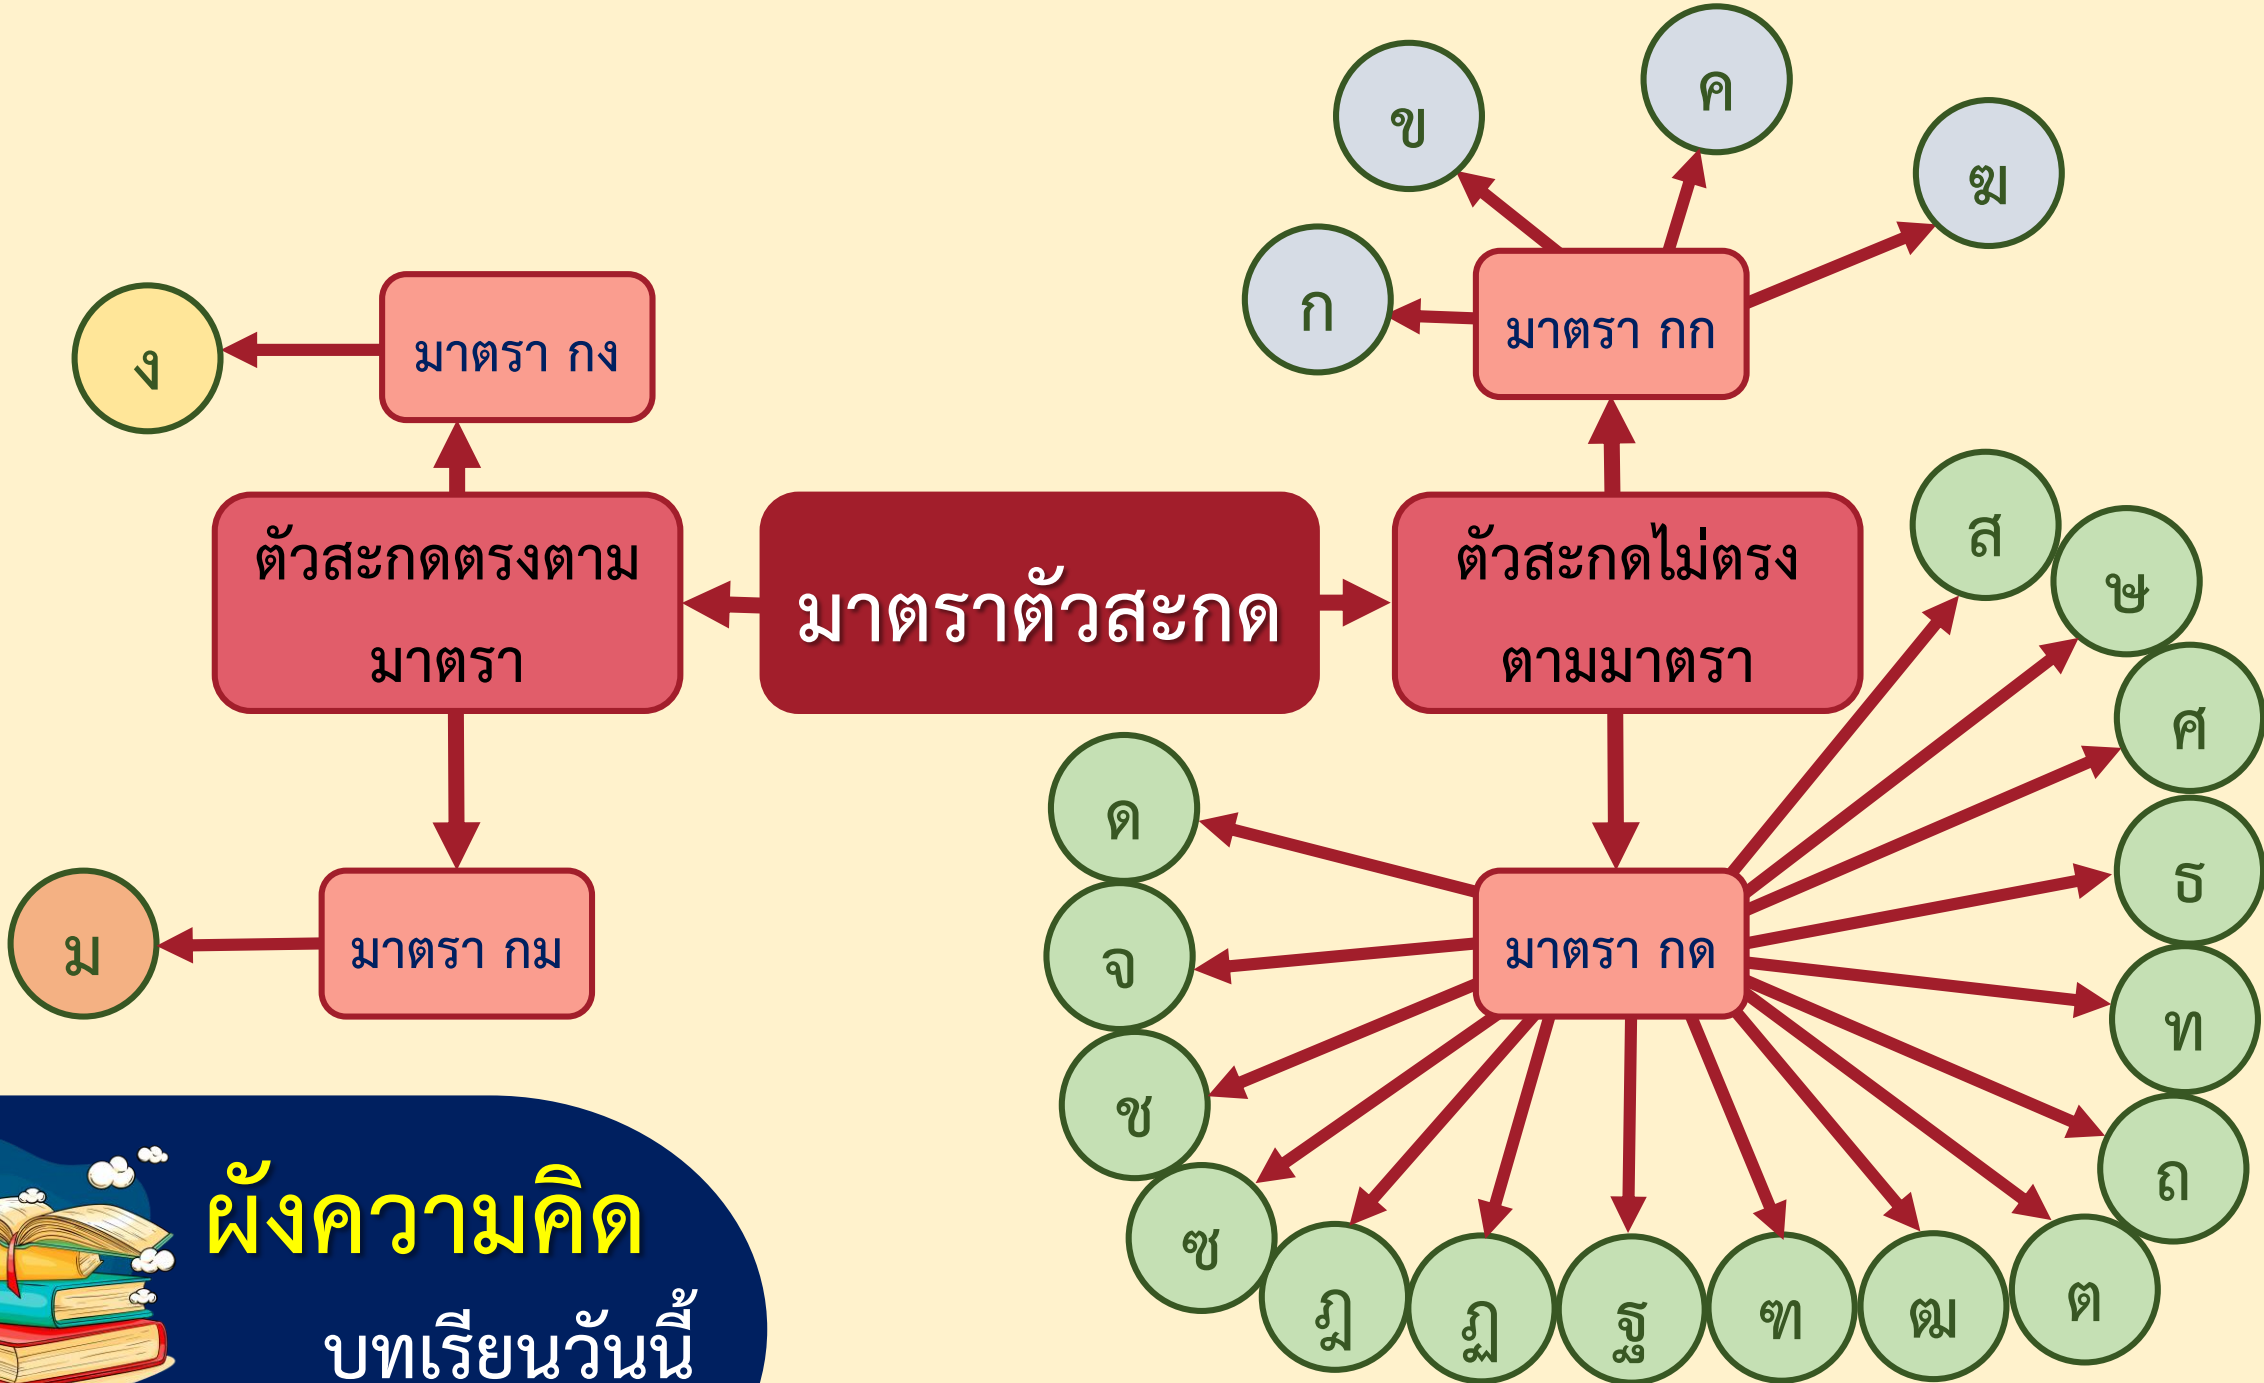 ค
ข
ฆ
ก
มาตรา กก
มาตรา กง
ง
ตัวสะกดตรงตาม
มาตรา
มาตราตัวสะกด
ตัวสะกดไม่ตรง
ตามมาตรา
มาตรา กม
ม
มาตรา กด
ส
ษ
ศ
ธ
ท
ถ
ต
ฒ
ฑ
ฐ
ฏ
ฎ
ซ
ช
จ
ด
ผังความคิด
บทเรียนวันนี้